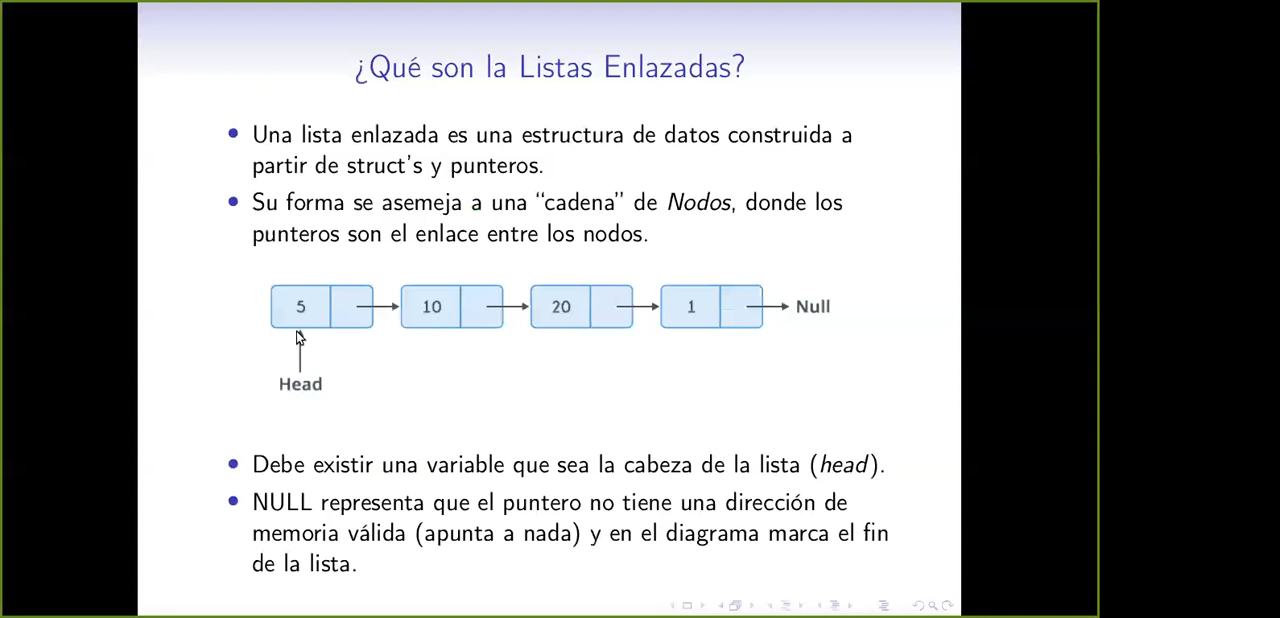 ¿Qué son la Listas Enlazadas?
• Una lista enlazada es una estructura de datos construida a
partir de struct's y punteros.
• Su forma se asemeja a una “cadena” de Nodos, donde los
punteros son el enlace entre los nodos.
5 10 20 1 Null
Head
• Debe existir una variable que sea la cabeza de la lista (head).
• NULL representa que el puntero no tiene una dirección de
memoria válida (apunta a nada) y en el diagrama marca el fin
de la lista.